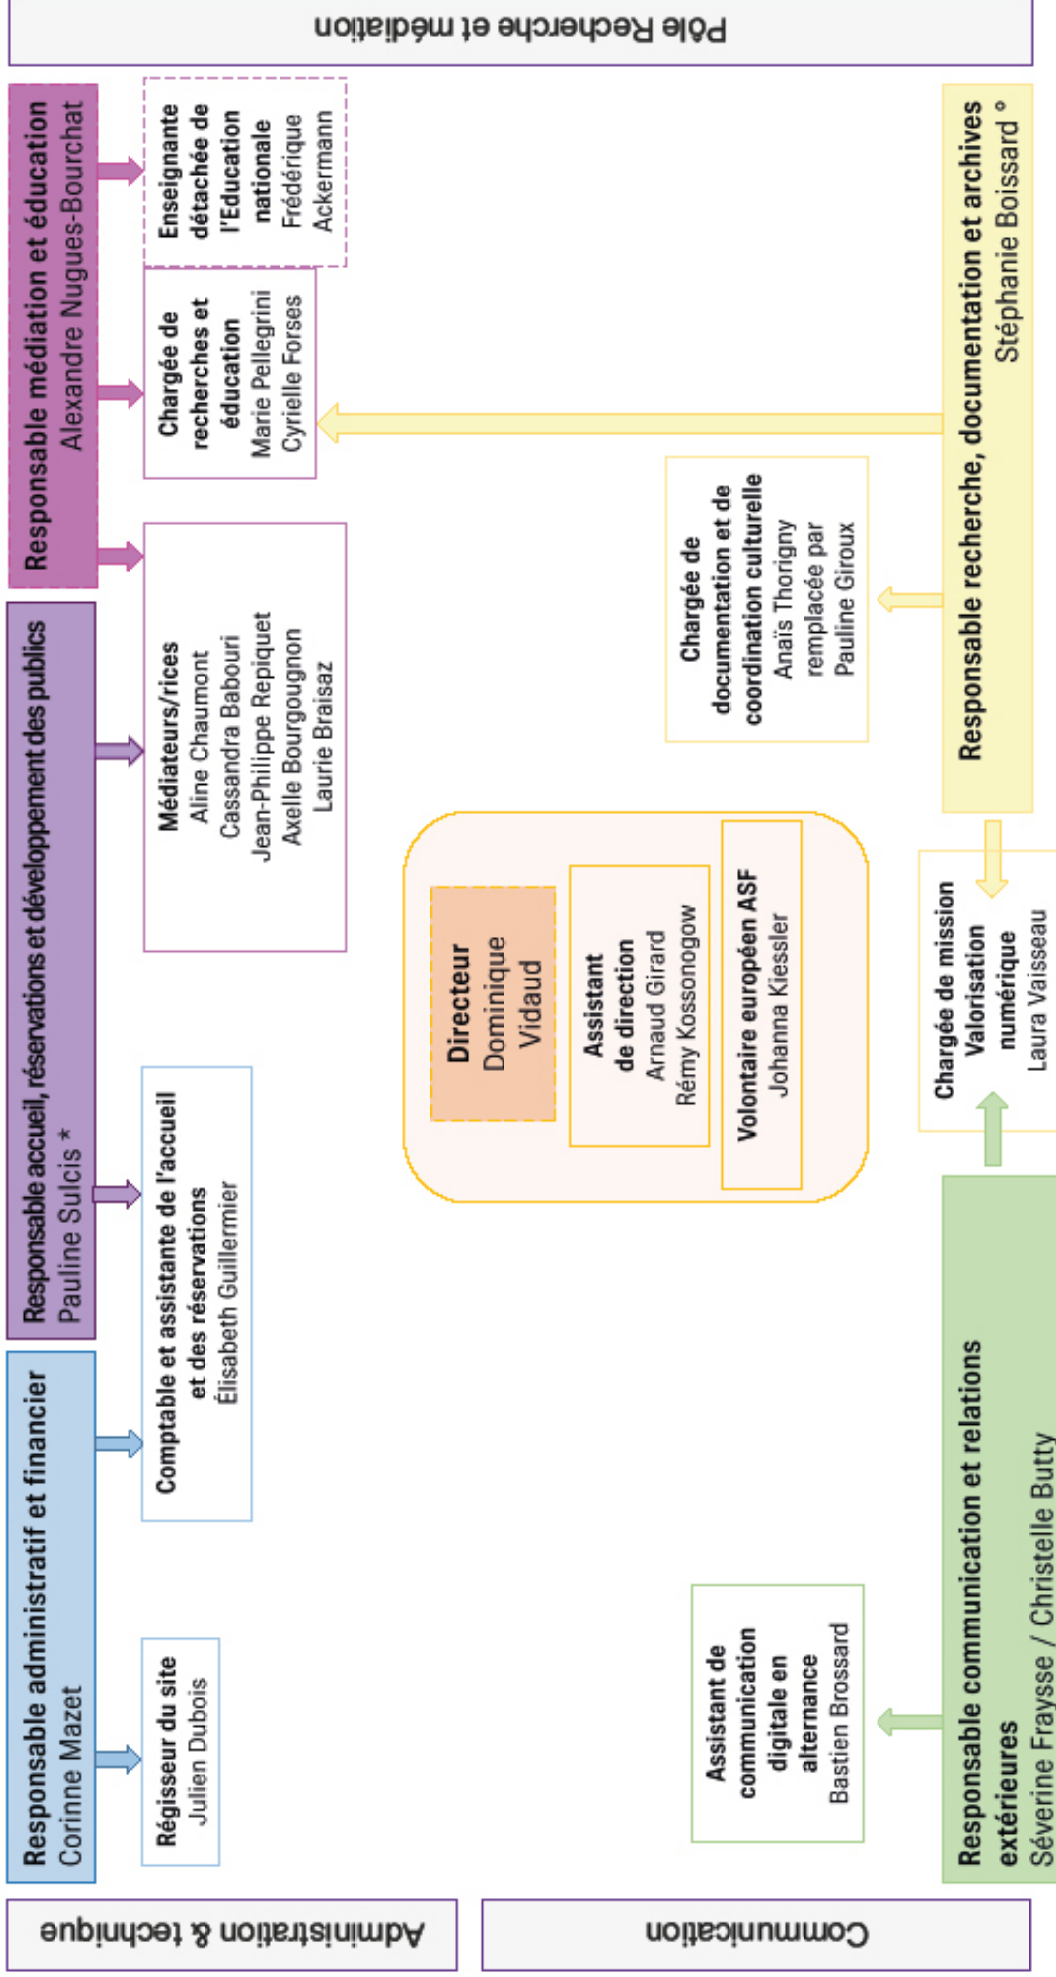 Administration & technique
Responsable administratif et financier
Corinne Mazet
Régisseur du site
Julien Dubois
Comptable et assistante de l'accueil
et des réservations
Élisabeth Guillermier
Responsable accueil, réservations et développement des publics
Pauline Sulcis *
Médiateurs/rices
Aline Chaumont
Cassandra Babouri
Jean-Philippe Repiquet
Axelle Bourgougnon
Laurie Braisaz
Responsable médiation et éducation
Alexandre Nugues-Bourchat
Chargée de
recherches et
éducation
Marie Pellegrini
Cyrielle Forses
Enseignante
détachée de
l'Education
nationale
Frédérique
Ackermann
Pôle Recherche et médiation
Directeur
Dominique
Vidaud
Assistant
de direction
Arnaud Girard
Rémy Kossonogow
Volontaire européen ASF
Johanna Kiessler
Communication
Assistant de
communication
digitale en
alternance
Bastien Brossard
Responsable communication et relations
extérieures
Séverine Fraysse / Christelle Butty
Chargée de mission
Valorisation
numérique
Laura Vaisseau
Chargée de
documentation et de
coordination culturelle
Anaïs Thorigny
remplacée par
Pauline Giroux
Responsable recherche, documentation et archives
Stéphanie Boissard °